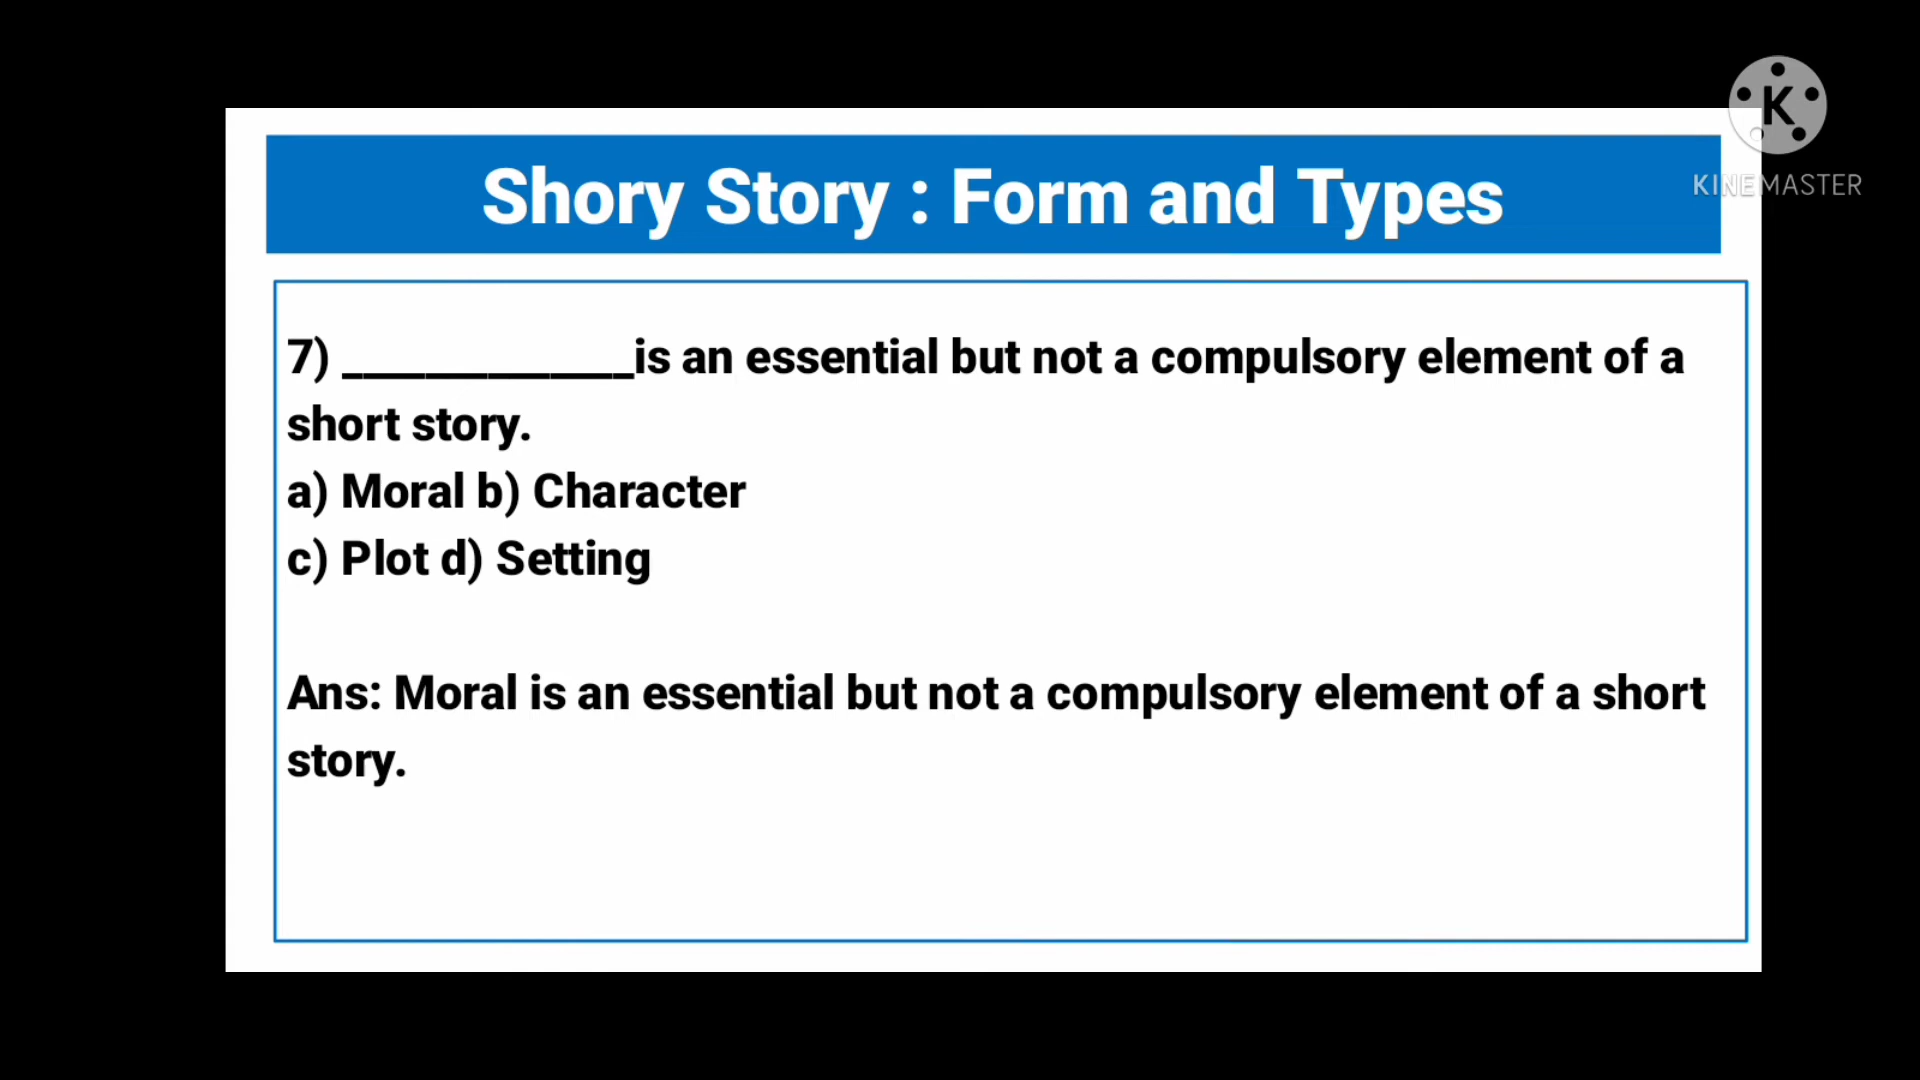 K
KINEMASTER
Shory Story : Form and Types
7) ______________is an essential but not a compulsory element of a
short story.
a) Moral b) Character
c) Plot d) Setting
Ans: Moral is an essential but not a compulsory element of a short
story.